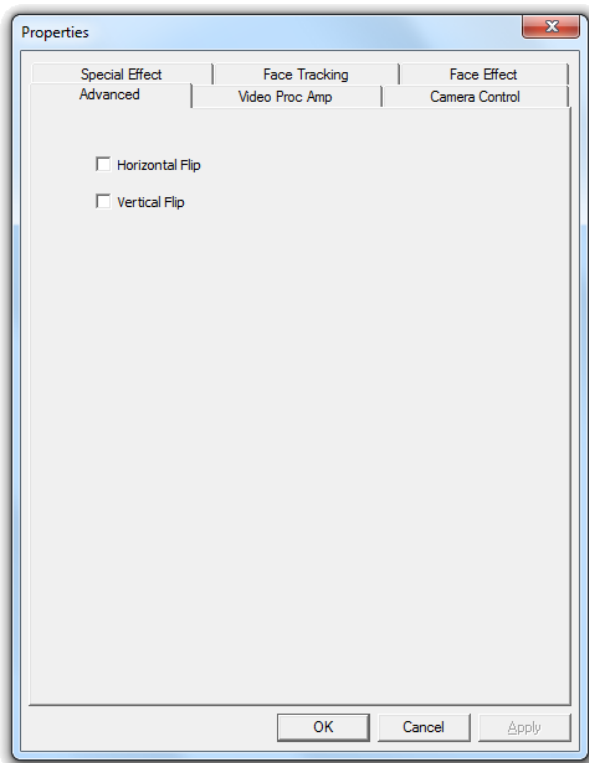 Properties
Special Effect Face Tracking Face Effect
Advanced Video Proc Amp Camera Control
Horizontal Flip
Vertical Flip
OK Cancel Apply